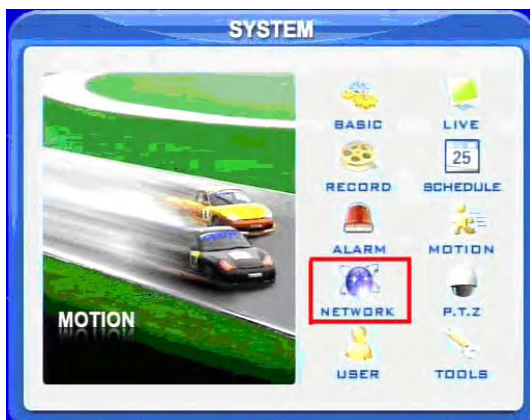 SYSTEM
BASIC LIVE
25
RECORD SCHEDULE
ALARM MOTION
NETWORK P.T.Z
MOTION
USER TOOLS